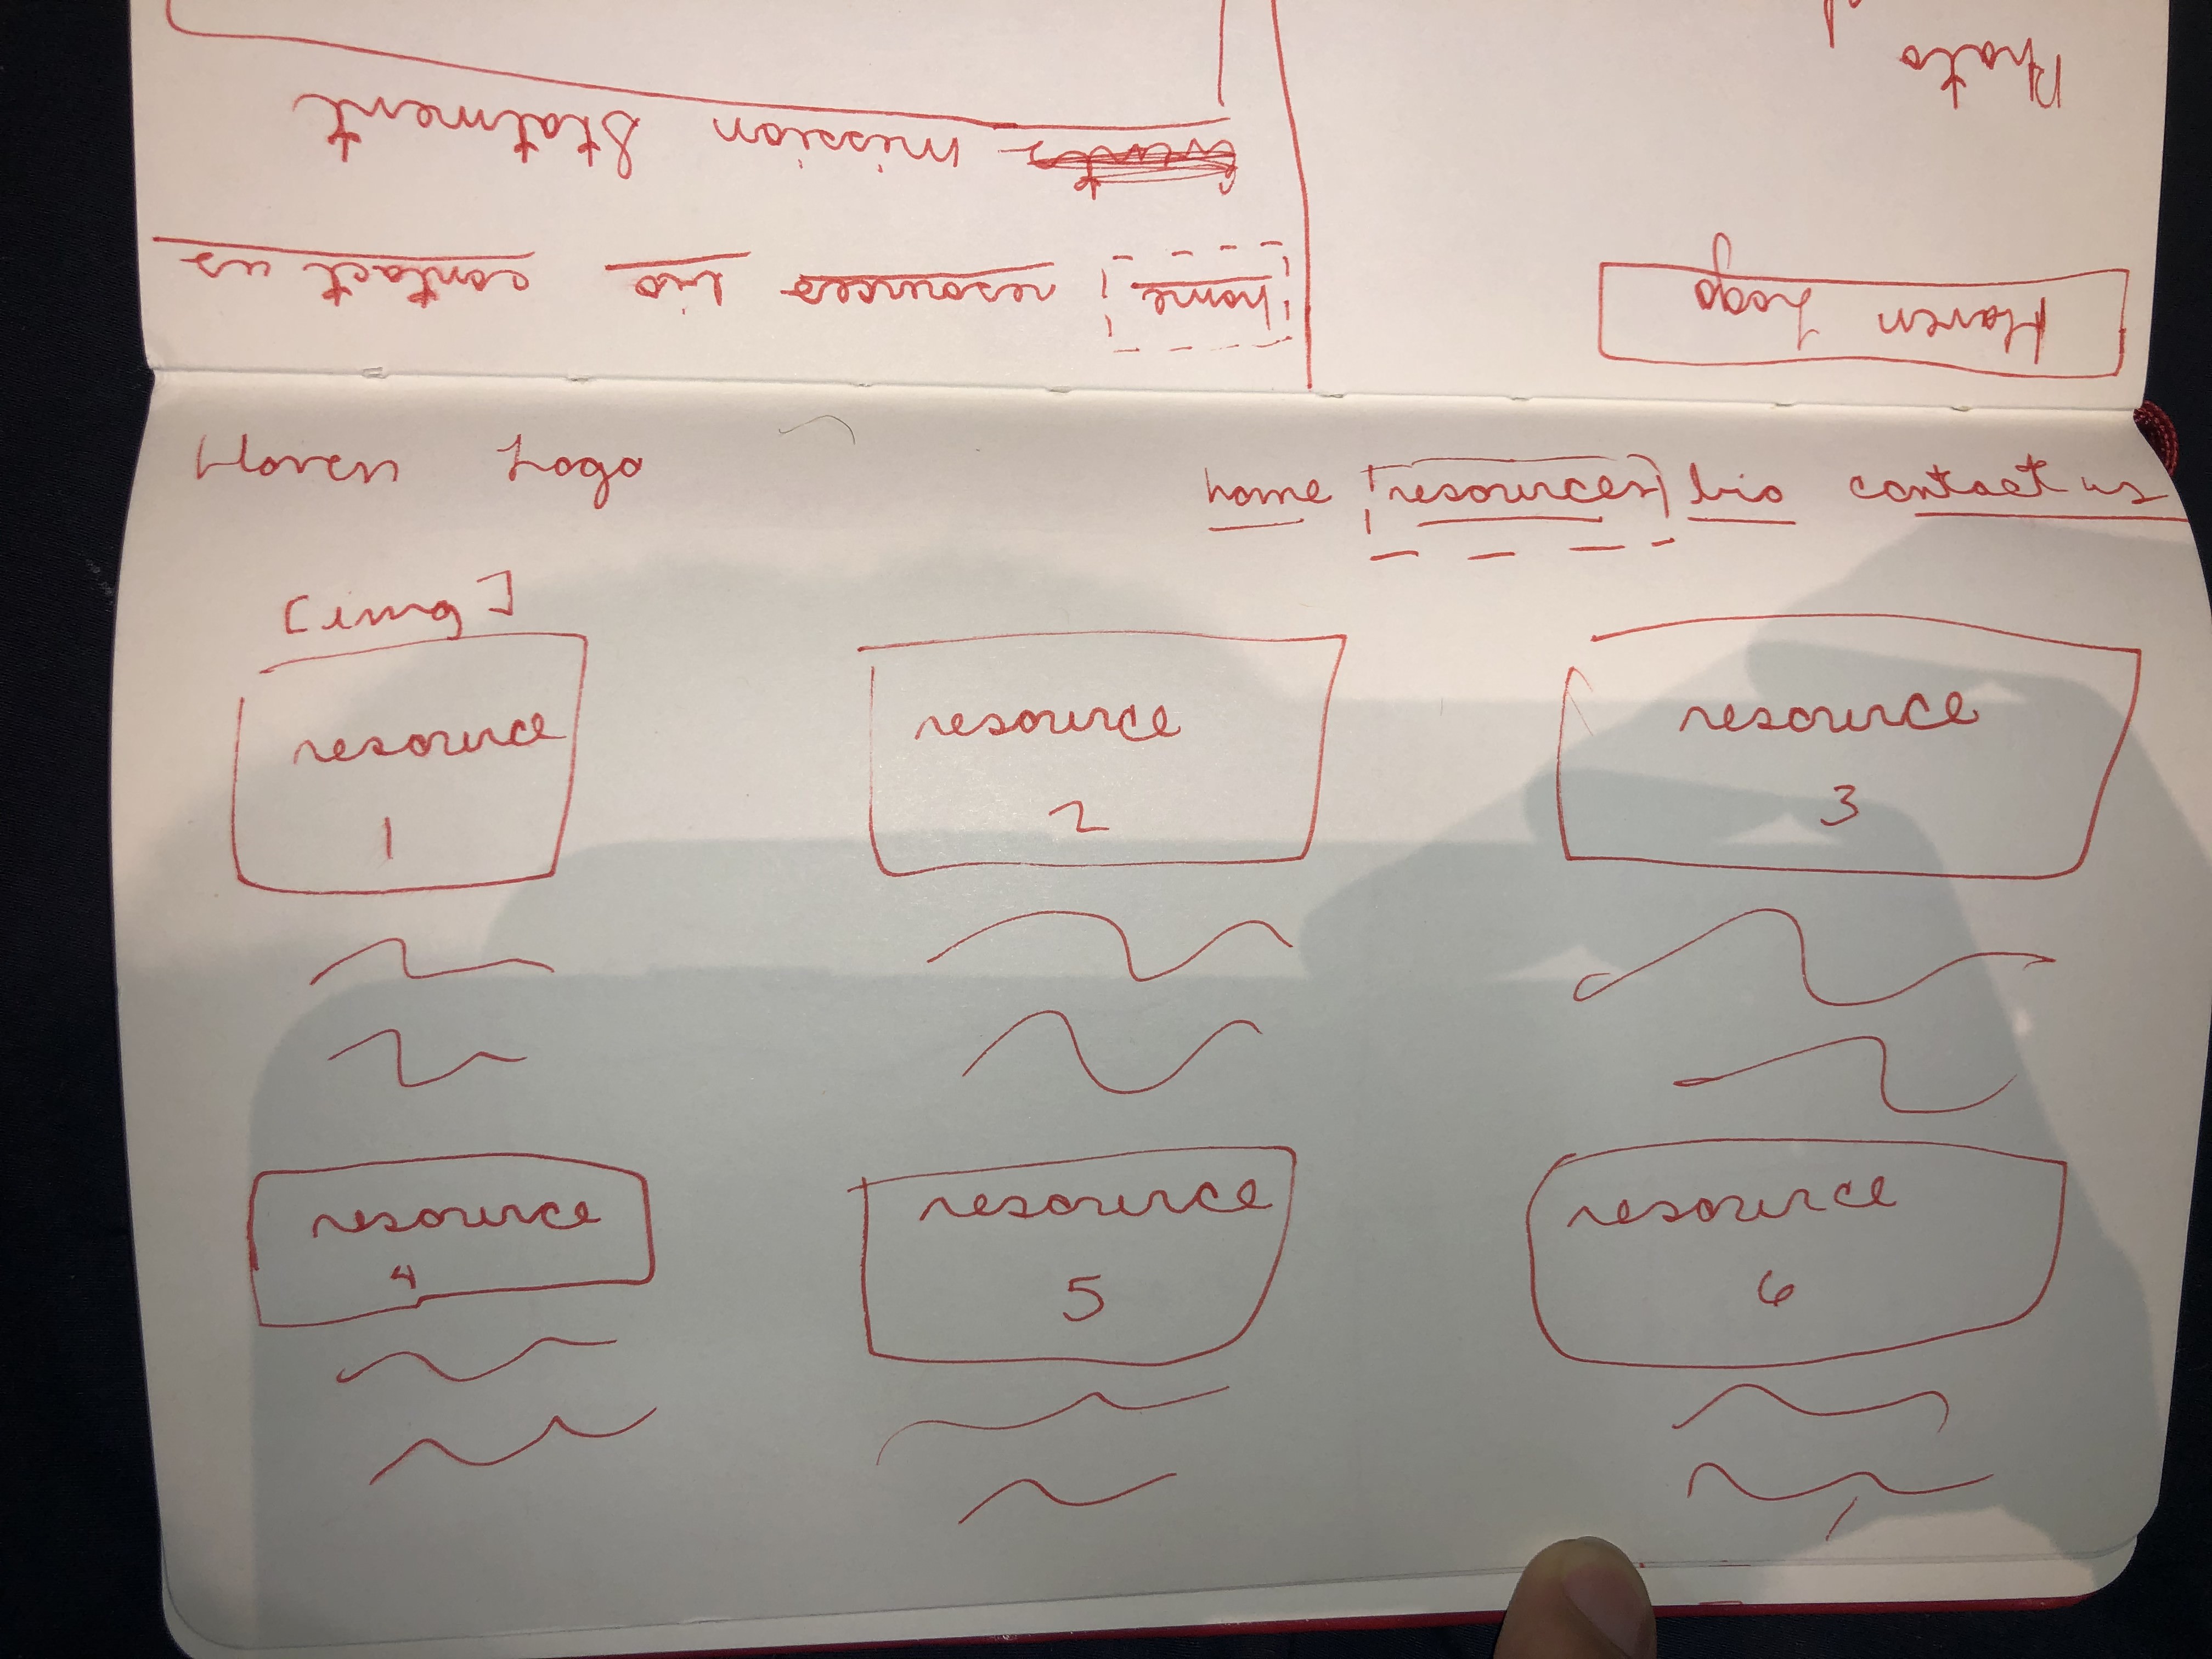 Haven Logo home resources bio contact us
[img]
resource resource resource
1 2 3
resource resource resource
4 5 6
Haven Logo home resources bio contact us
mission Statment
Photo